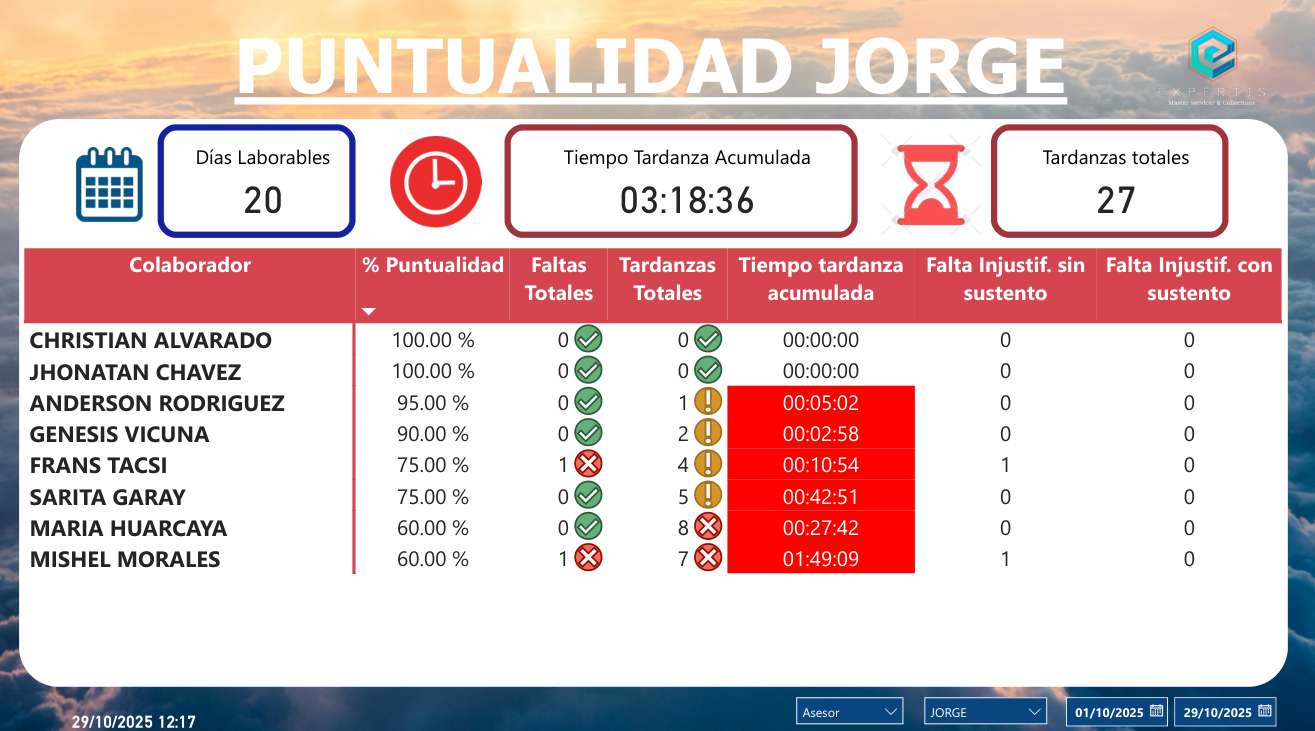 PUNTUALIDAD JORGE
EXPERTIS
Master Servicer & Collections
Días Laborables
20
Tiempo Tardanza Acumulada
03:18:36
Tardanzas totales
27
Colaborador % Puntualidad Faltas Totales Tardanzas Totales Tiempo tardanza acumulada Falta Injustif. sin sustento Falta Injustif. con sustento
CHRISTIAN ALVARADO 100.00 % 0 0 00:00:00 0 0
JHONATAN CHAVEZ 100.00 % 0 0 00:00:00 0 0
ANDERSON RODRIGUEZ 95.00 % 0 1 00:05:02 0 0
GENESIS VICUNA 90.00 % 0 2 00:02:58 0 0
FRANS TACSI 75.00 % 1 4 00:10:54 1 0
SARITA GARAY 75.00 % 0 5 00:42:51 0 0
MARIA HUARCAYA 60.00 % 0 8 00:27:42 0 0
MISHEL MORALES 60.00 % 1 7 01:49:09 1 0
29/10/2025 12:17
Asesor
JORGE
01/10/2025
29/10/2025